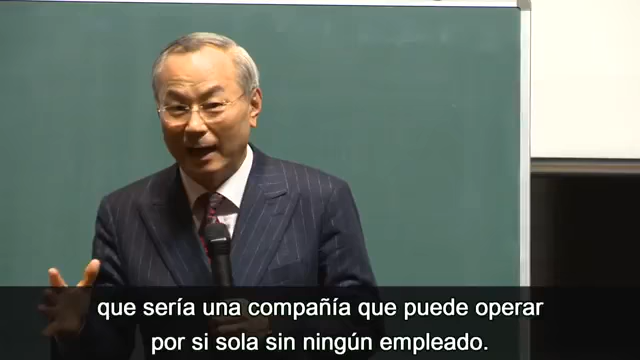 que sería una compañía que puede operar
por si sola sin ningún empleado.